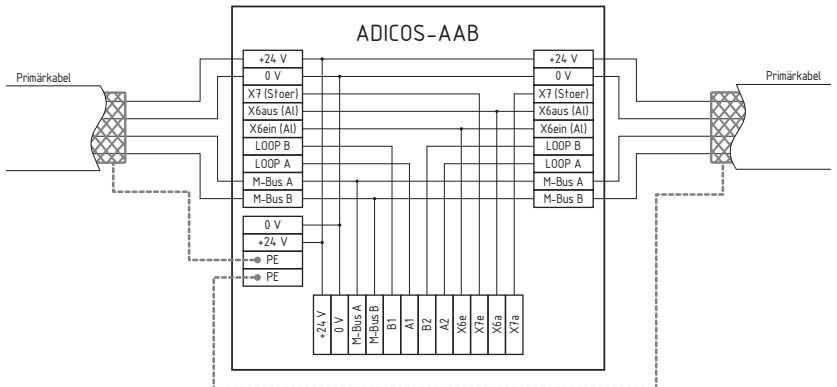 ADICOS-AAB
Primärkabel
Primärkabel
+24 V
0 V
X7 (Stoer)
X6aus (Al)
X6ein (Al)
LOOP B
LOOP A
M-Bus A
M-Bus B
+24 V
0 V
X7 (Stoer)
X6aus (Al)
X6ein (Al)
LOOP B
LOOP A
M-Bus A
M-Bus B
0 V
+24 V
PE
PE
+24 V
0 V
M-Bus A
M-Bus B
B1
A1
B2
A2
X6e
X7e
X6a
X7a